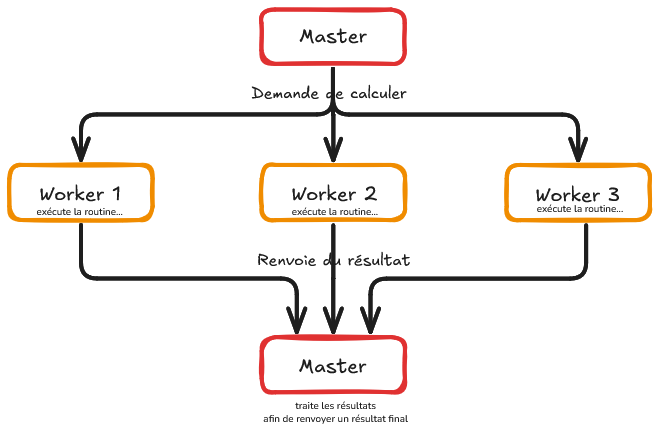 Master
Demande de calculer
Worker 1
exécute la routine...
Worker 2
exécute la routine...
Worker 3
exécute la routine...
Renvoie du résultat
Master
traite les résultats
afin de renvoyer un résultat final